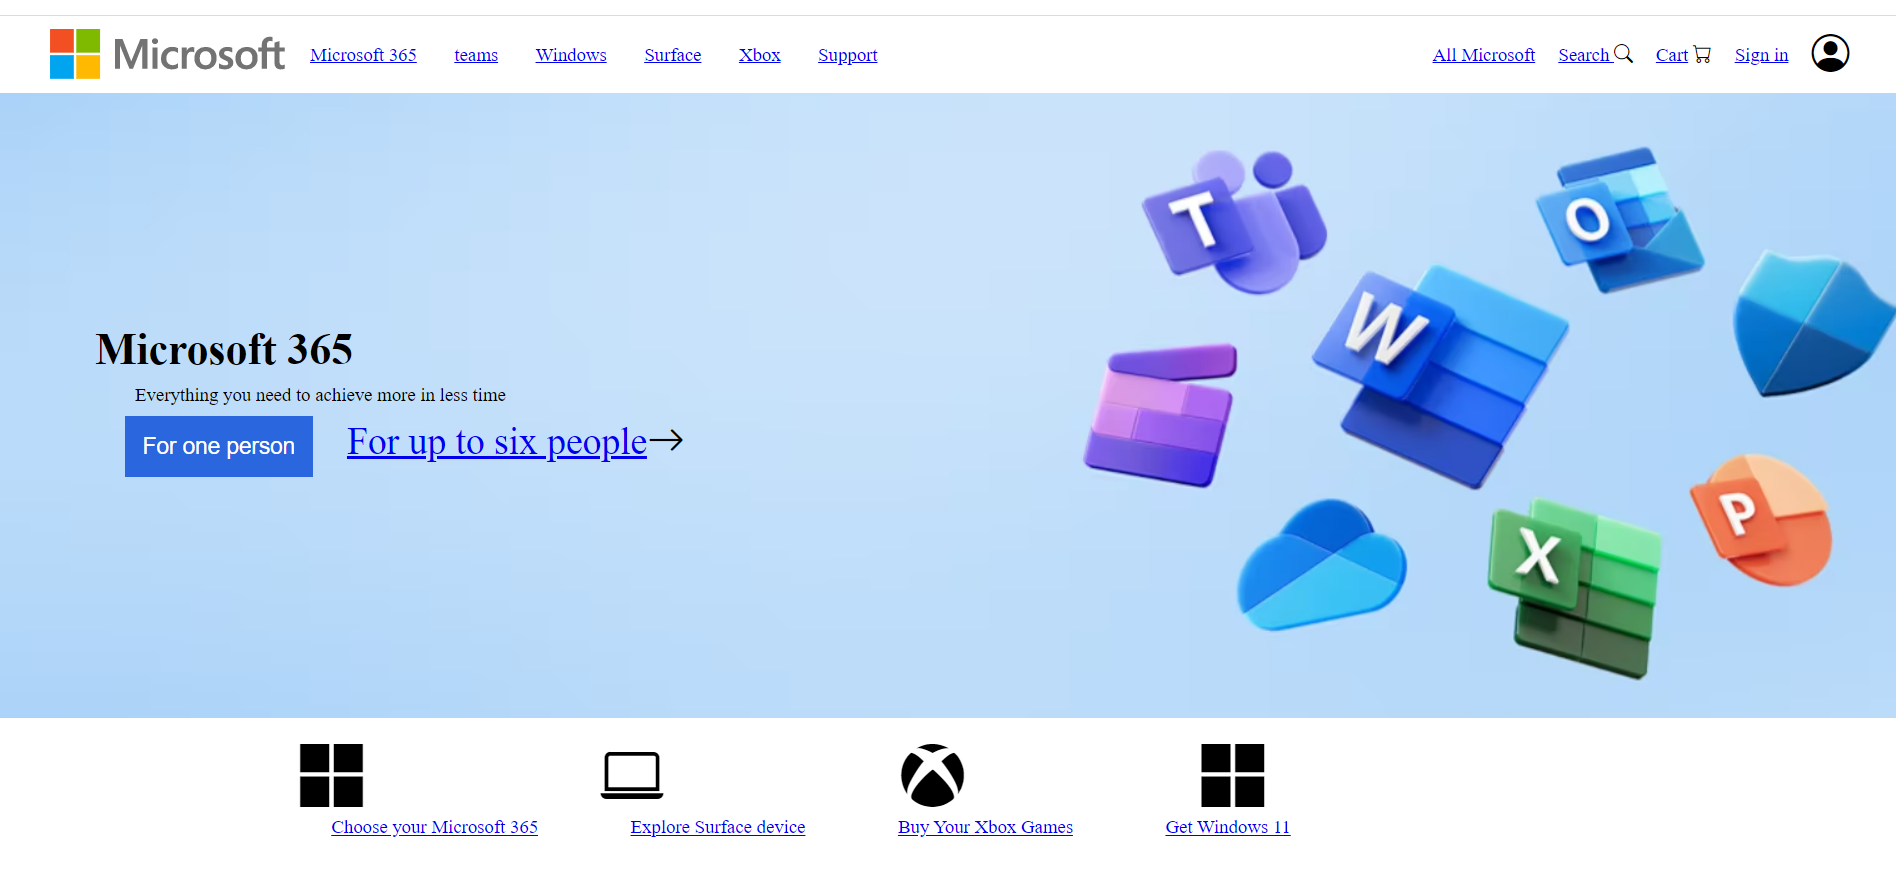 Microsoft Microsoft 365 teams Windows Surface Xbox Support All Microsoft Search Cart Sign in
T
O
W
Microsoft 365
Everything you need to achieve more in less time
For one person For up to six people
P
X
Choose your Microsoft 365 Explore Surface device Buy Your Xbox Games Get Windows 11